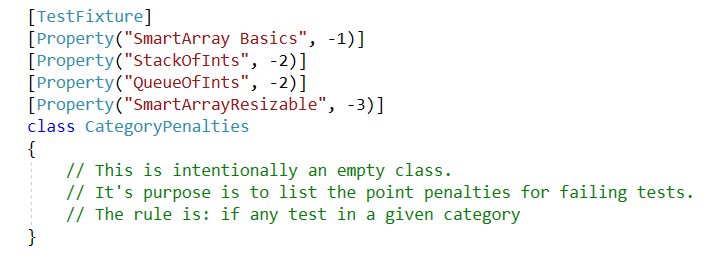 [TestFixture]
[Property("SmartArray Basics", -1)]
[Property("StackOfInts", -2)]
[Property("QueueOfInts", -2)]
[Property("SmartArrayResizable", -3)]
class CategoryPenalties
{
    // This is intentionally an empty class.
    // It's purpose is to list the point penalties for failing tests.
    // The rule is: if any test in a given category
}